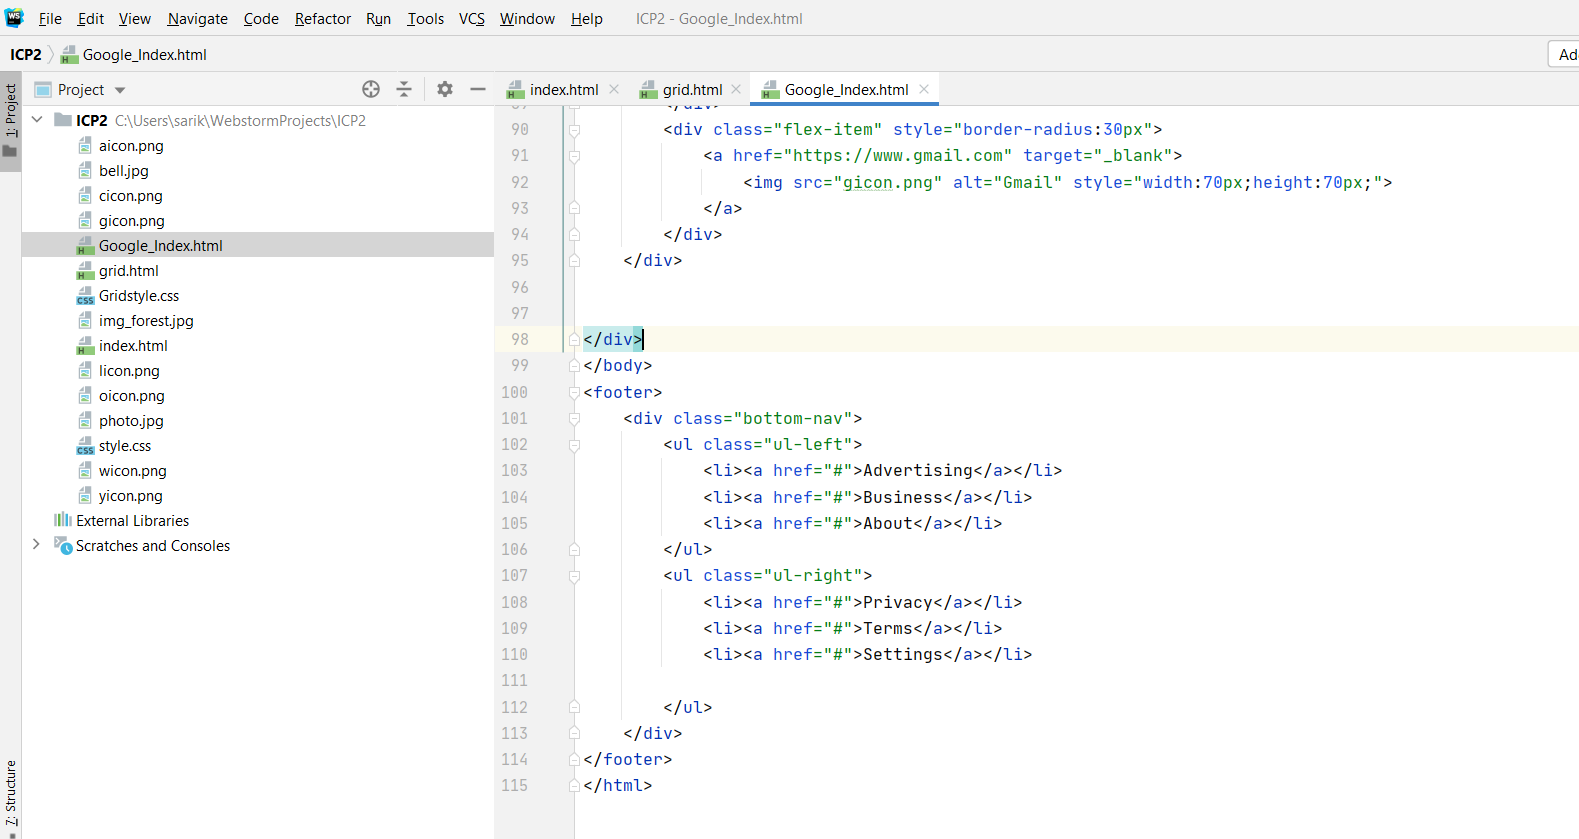 WS File Edit View Navigate Code Refactor Run Tools VCS Window Help ICP2 - Google_Index.html
ICP2 Google_Index.html
Project
index.html grid.html Google_Index.html
1: Project
ICP2 C:\Users\sarik\WebstormProjects\ICP2
aicon.png
bell.jpg
cicon.png
gicon.png
Google_Index.html
grid.html
Gridstyle.css
img_forest.jpg
index.html
licon.png
oicon.png
photo.jpg
style.css
wicon.png
yicon.png
External Libraries
Scratches and Consoles
7: Structure
90 <div class="flex-item" style="border-radius:30px">
91 <a href="https://www.gmail.com" target="_blank">
92 <img src="gicon.png" alt="Gmail" style="width:70px;height:70px;">
93 </a>
94 </div>
95 </div>
96
97
98 </div>
99 </body>
100 <footer>
101 <div class="bottom-nav">
102 <ul class="ul-left">
103 <li><a href="#">Advertising</a></li>
104 <li><a href="#">Business</a></li>
105 <li><a href="#">About</a></li>
106 </ul>
107 <ul class="ul-right">
108 <li><a href="#">Privacy</a></li>
109 <li><a href="#">Terms</a></li>
110 <li><a href="#">Settings</a></li>
111
112 </ul>
113 </div>
114 </footer>
115 </html>